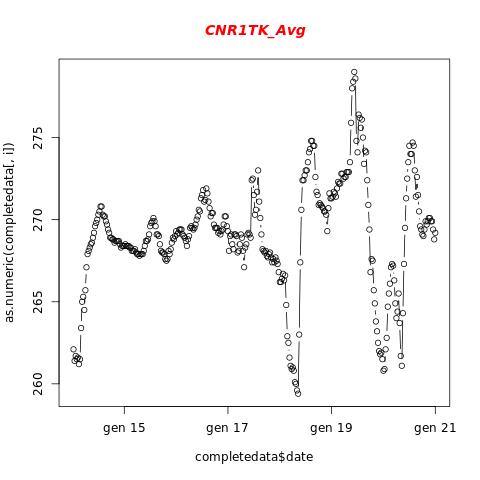 CNR1TK_Avg
as.numeric(completedata[, i])
275
270
265
260
gen 15
gen 17
gen 19
gen 21
completedata$date